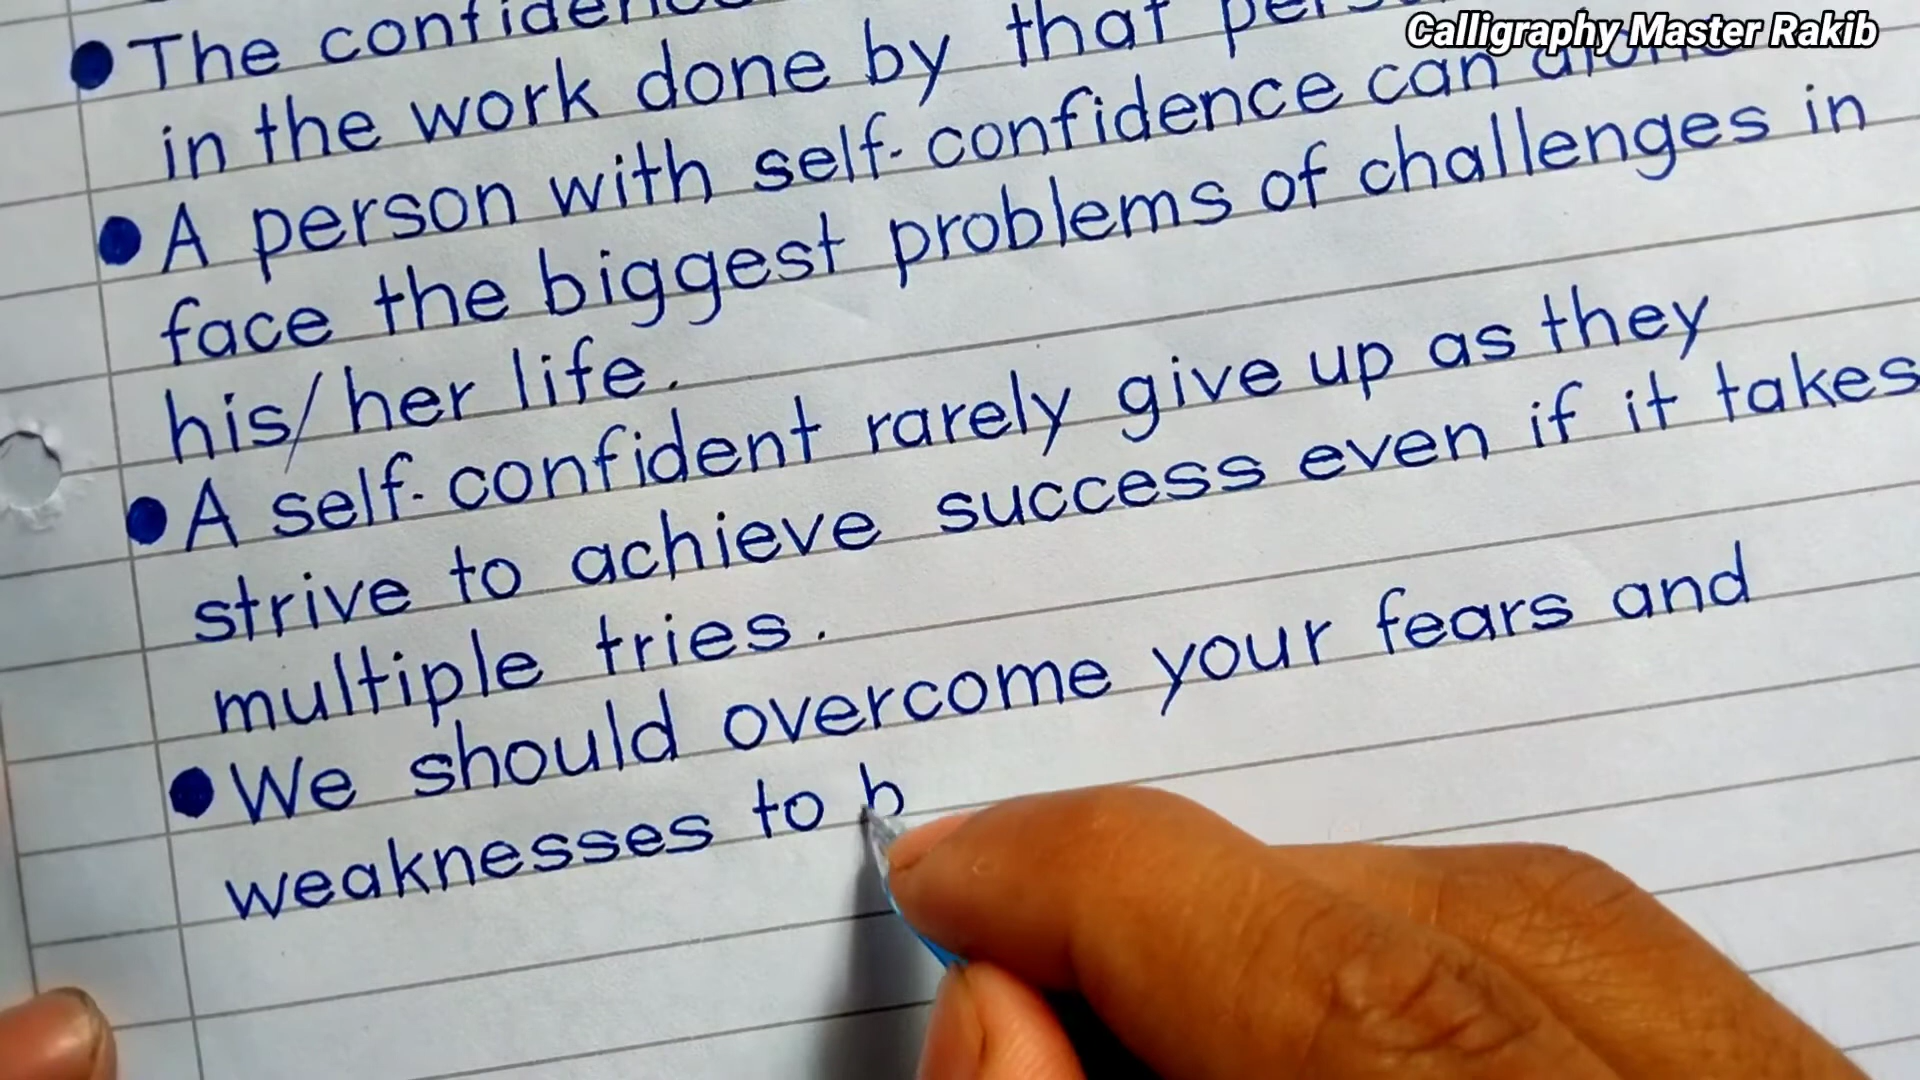 Calligraphy Master Rakib
● The confidence
in the work done by that
● A person with self-confidence can alone
face the biggest problems of challenges in
his/her life.
● A self-confident rarely give up as they
strive to achieve success even if it takes
multiple tries.
● We should overcome your fears and
weaknesses to b